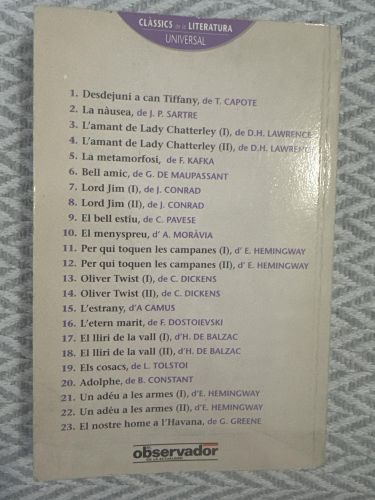 CLÀSSICS de la LITERATURA
UNIVERSAL
1. Desdejuni a can Tiffany, de T. CAPOTE
2. La nàusea, de J. P. SARTRE
3. L'amant de Lady Chatterley (I), de D.H. LAWRENCE
4. L'amant de Lady Chatterley (II), de D.H. LAWRENCE
5. La metamorfosi, de F. KAFKA
6. Bell amic, de G. DE MAUPASSANT
7. Lord Jim (I), de J. CONRAD
8. Lord Jim (II), de J. CONRAD
9. El bell estiu, de C. PAVESE
10. El menyspreu, d' A. MORÀVIA
11. Per qui toquen les campanes (I), d' E. HEMINGWAY
12. Per qui toquen les campanes (II), d' E. HEMINGWAY
13. Oliver Twist (I), de C. DICKENS
14. Oliver Twist (II), de C. DICKENS
15. L'estrany, d'A CAMUS
16. L'etern marit, de F. DOSTOIEVSKI
17. El lliri de la vall (I), d'H. DE BALZAC
18. El lliri de la vall (II), d'H. DE BALZAC
19. Els cosacs, de L. TOLSTOI
20. Adolphe, de B. CONSTANT
21. Un adéu a les armes (I), d'E. HEMINGWAY
22. Un adéu a les armes (II), d'E. HEMINGWAY
23. El nostre home a l'Havana, de G. GREENE
el observador